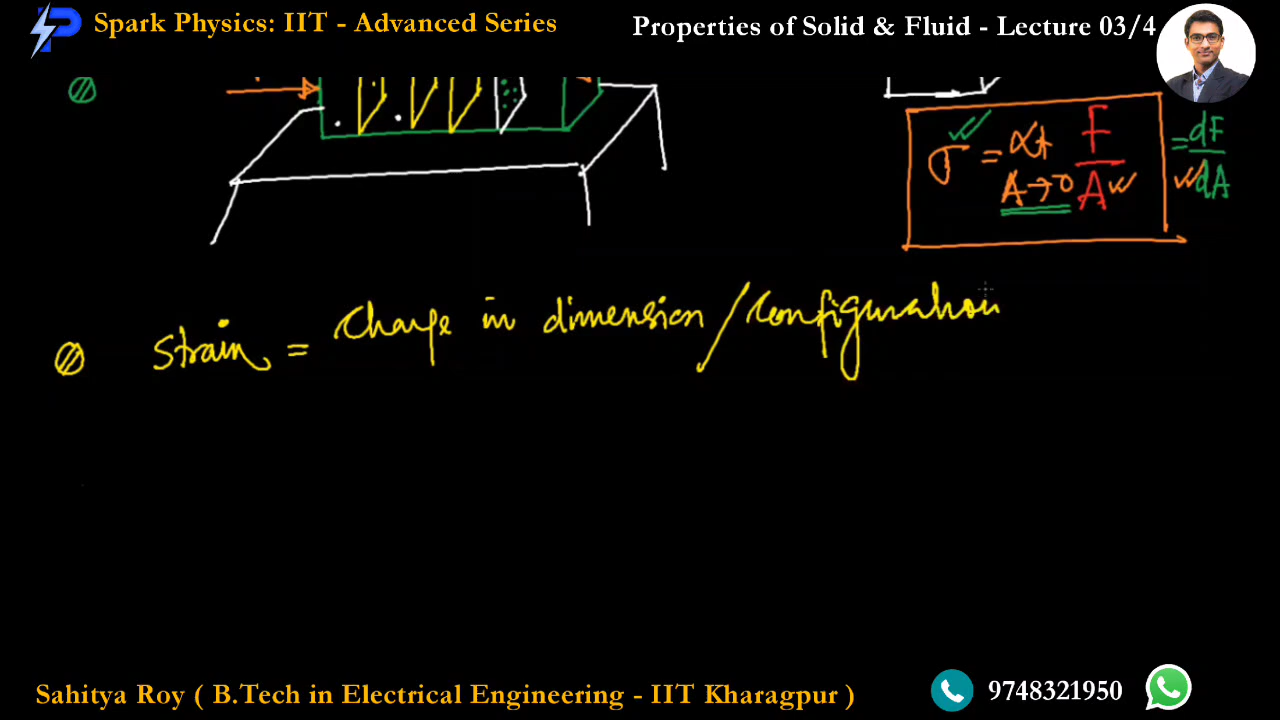 Spark Physics: IIT - Advanced Series
Properties of Solid & Fluid - Lecture 03/4
σ = Lt A→0 F/A = dF/dA
Strain = Change in dimension / Configuration
Sahitya Roy ( B.Tech in Electrical Engineering - IIT Kharagpur )
9748321950